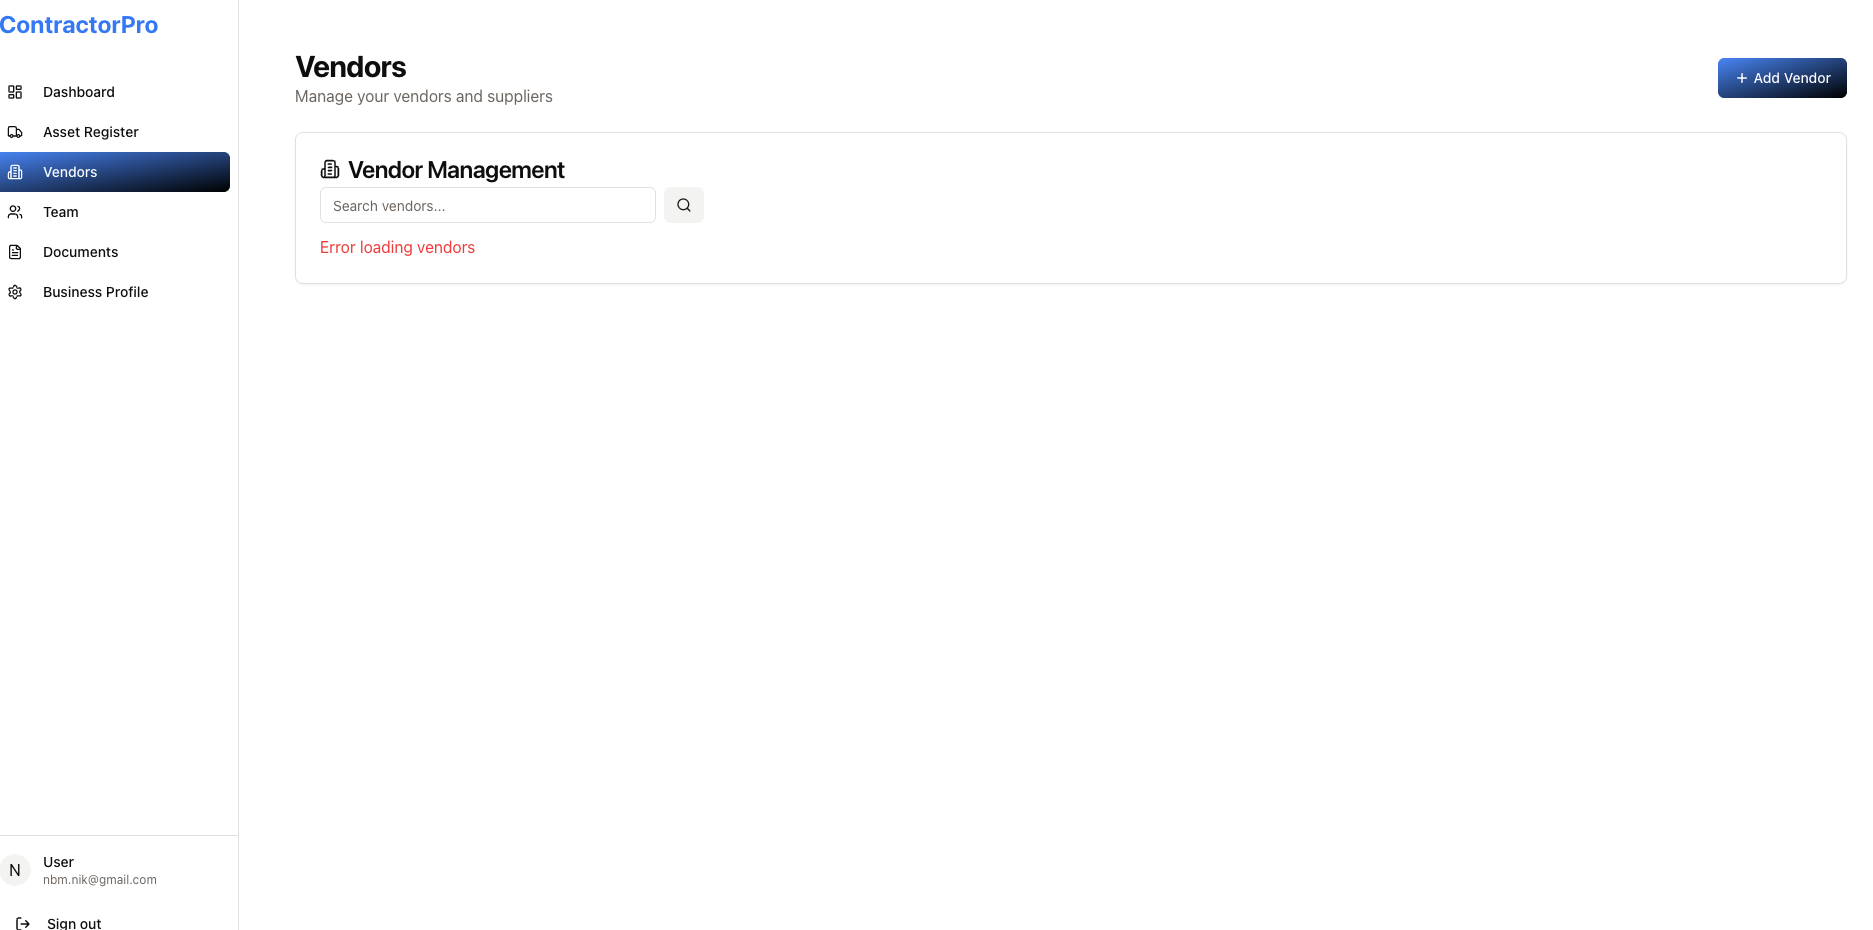 ContractorPro
Dashboard
Asset Register
Vendors
Team
Documents
Business Profile
N
User
nbm.nik@gmail.com
Sign out
Vendors
Manage your vendors and suppliers
+ Add Vendor
Vendor Management
Search vendors...
Error loading vendors